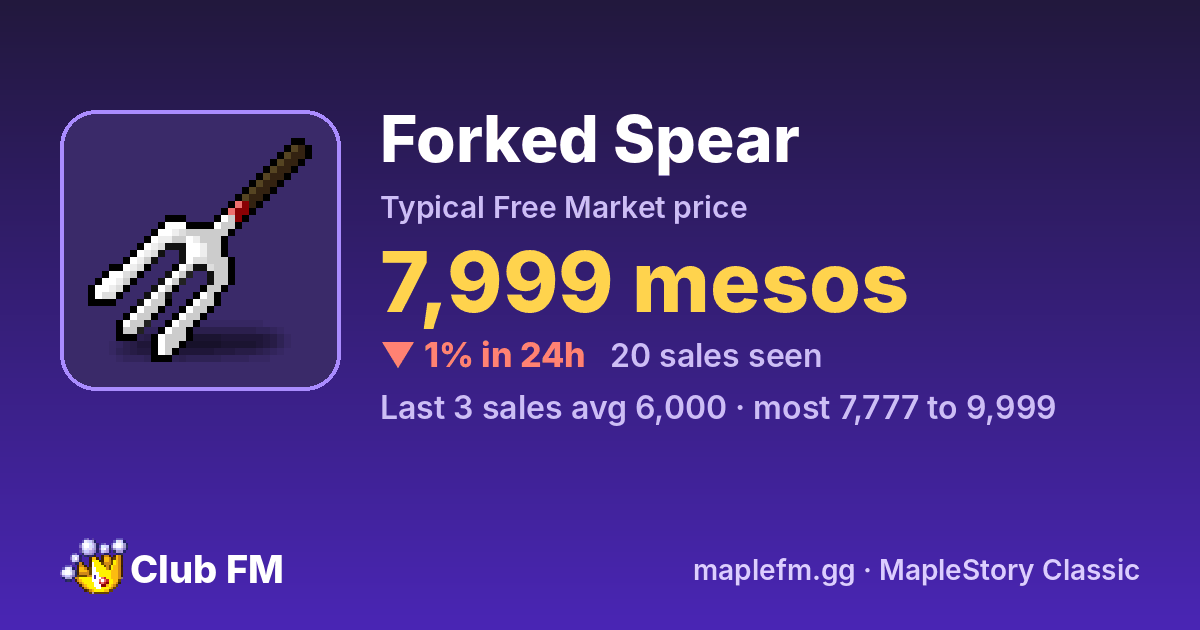 Forked Spear
Typical Free Market price
7,999 mesos
▼ 1% in 24h 20 sales seen
Last 3 sales avg 6,000 · most 7,777 to 9,999
Club FM
maplefm.gg · MapleStory Classic